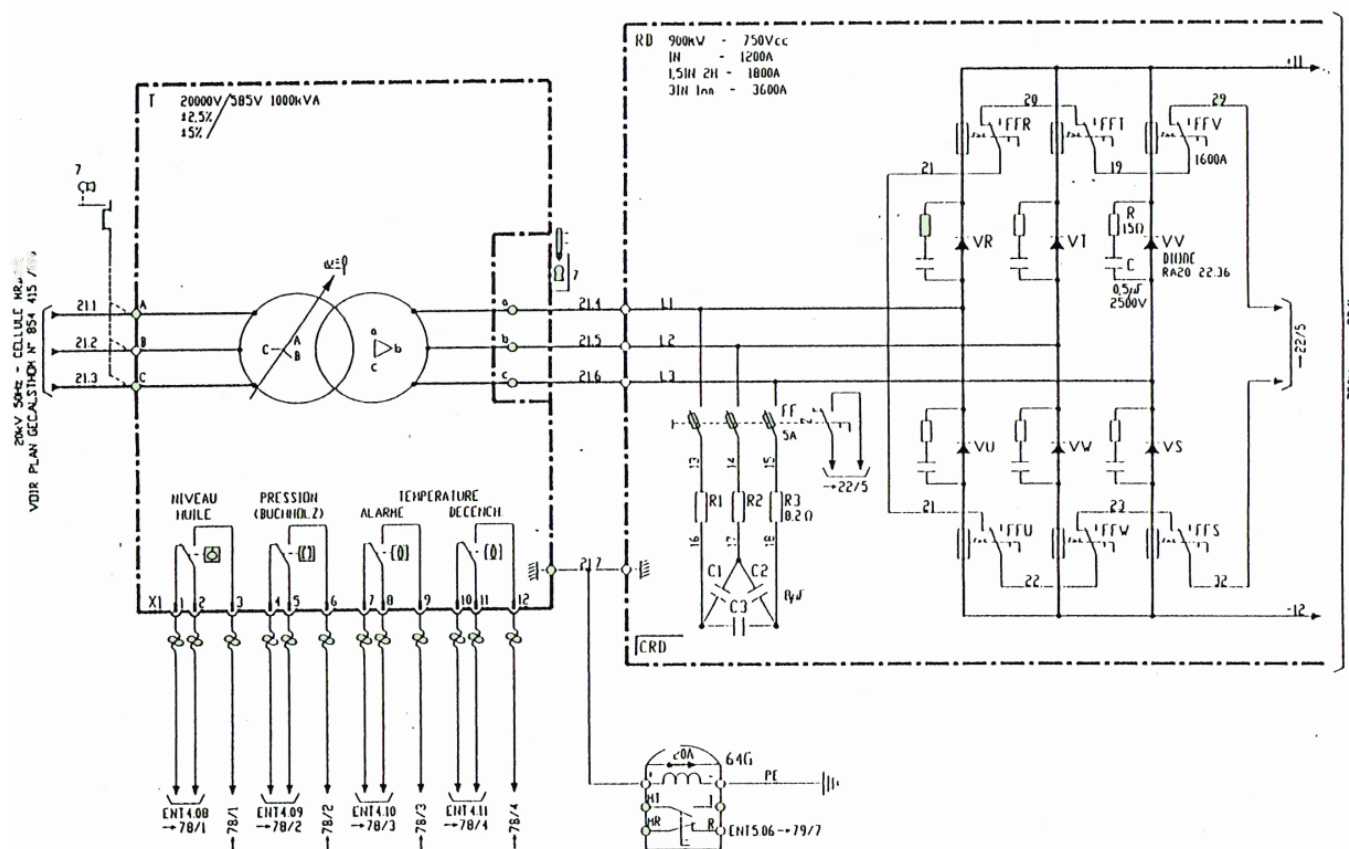 T 20000V/585V 1000kVA
±2,5%
±5%
RD 900kW - 750Vcc
IN - 1200A
1,5IN 2H - 1800A
3IN 1mn - 3600A
-11
20
29
FFR
FFT
FFV
1600A
21
19
7
R
15Ω
VR
VT
VV
DIODE
RA20 22.36
C
0,5µF
2500V
7
20kV 50Hz - CELLULE
VOIR PLAN GECALSTHOM N° 854 415
21.1
A
21.2
B
21.3
C
A
C
B
a
b
c
a
21.4
L1
b
21.5
L2
c
21.6
L3
→22/5
FF
5A
→22/5
13
14
15
R1
R2
R3
8.2Ω
16
17
18
C1
C2
C3
8µF
VU
VW
VS
21
23
FFU
FFW
FFS
22
32
-12
NIVEAU
HUILE
PRESSION
(BUCHHOLZ)
TEMPERATURE
ALARME
DECENCH.
21.7
X1
1
2
3
4
5
6
7
8
9
10
11
12
CRD
ENT4.08
→78/1
→78/1
ENT4.09
→78/2
→78/2
ENT4.10
→78/3
→78/3
ENT4.11
→78/4
→78/4
20A
64G
+
-
PE
MT
T
MR
R
ENT5.06→79/7